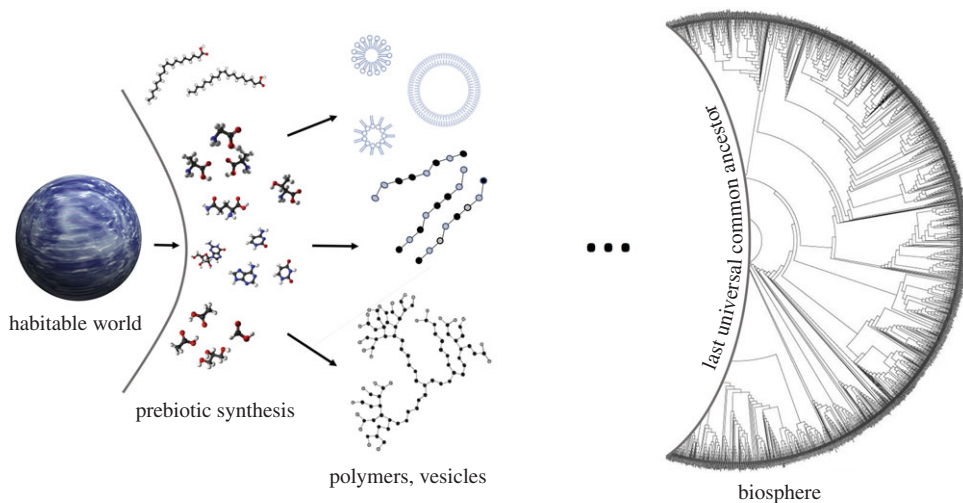 habitable world
prebiotic synthesis
polymers, vesicles
last universal common ancestor
biosphere